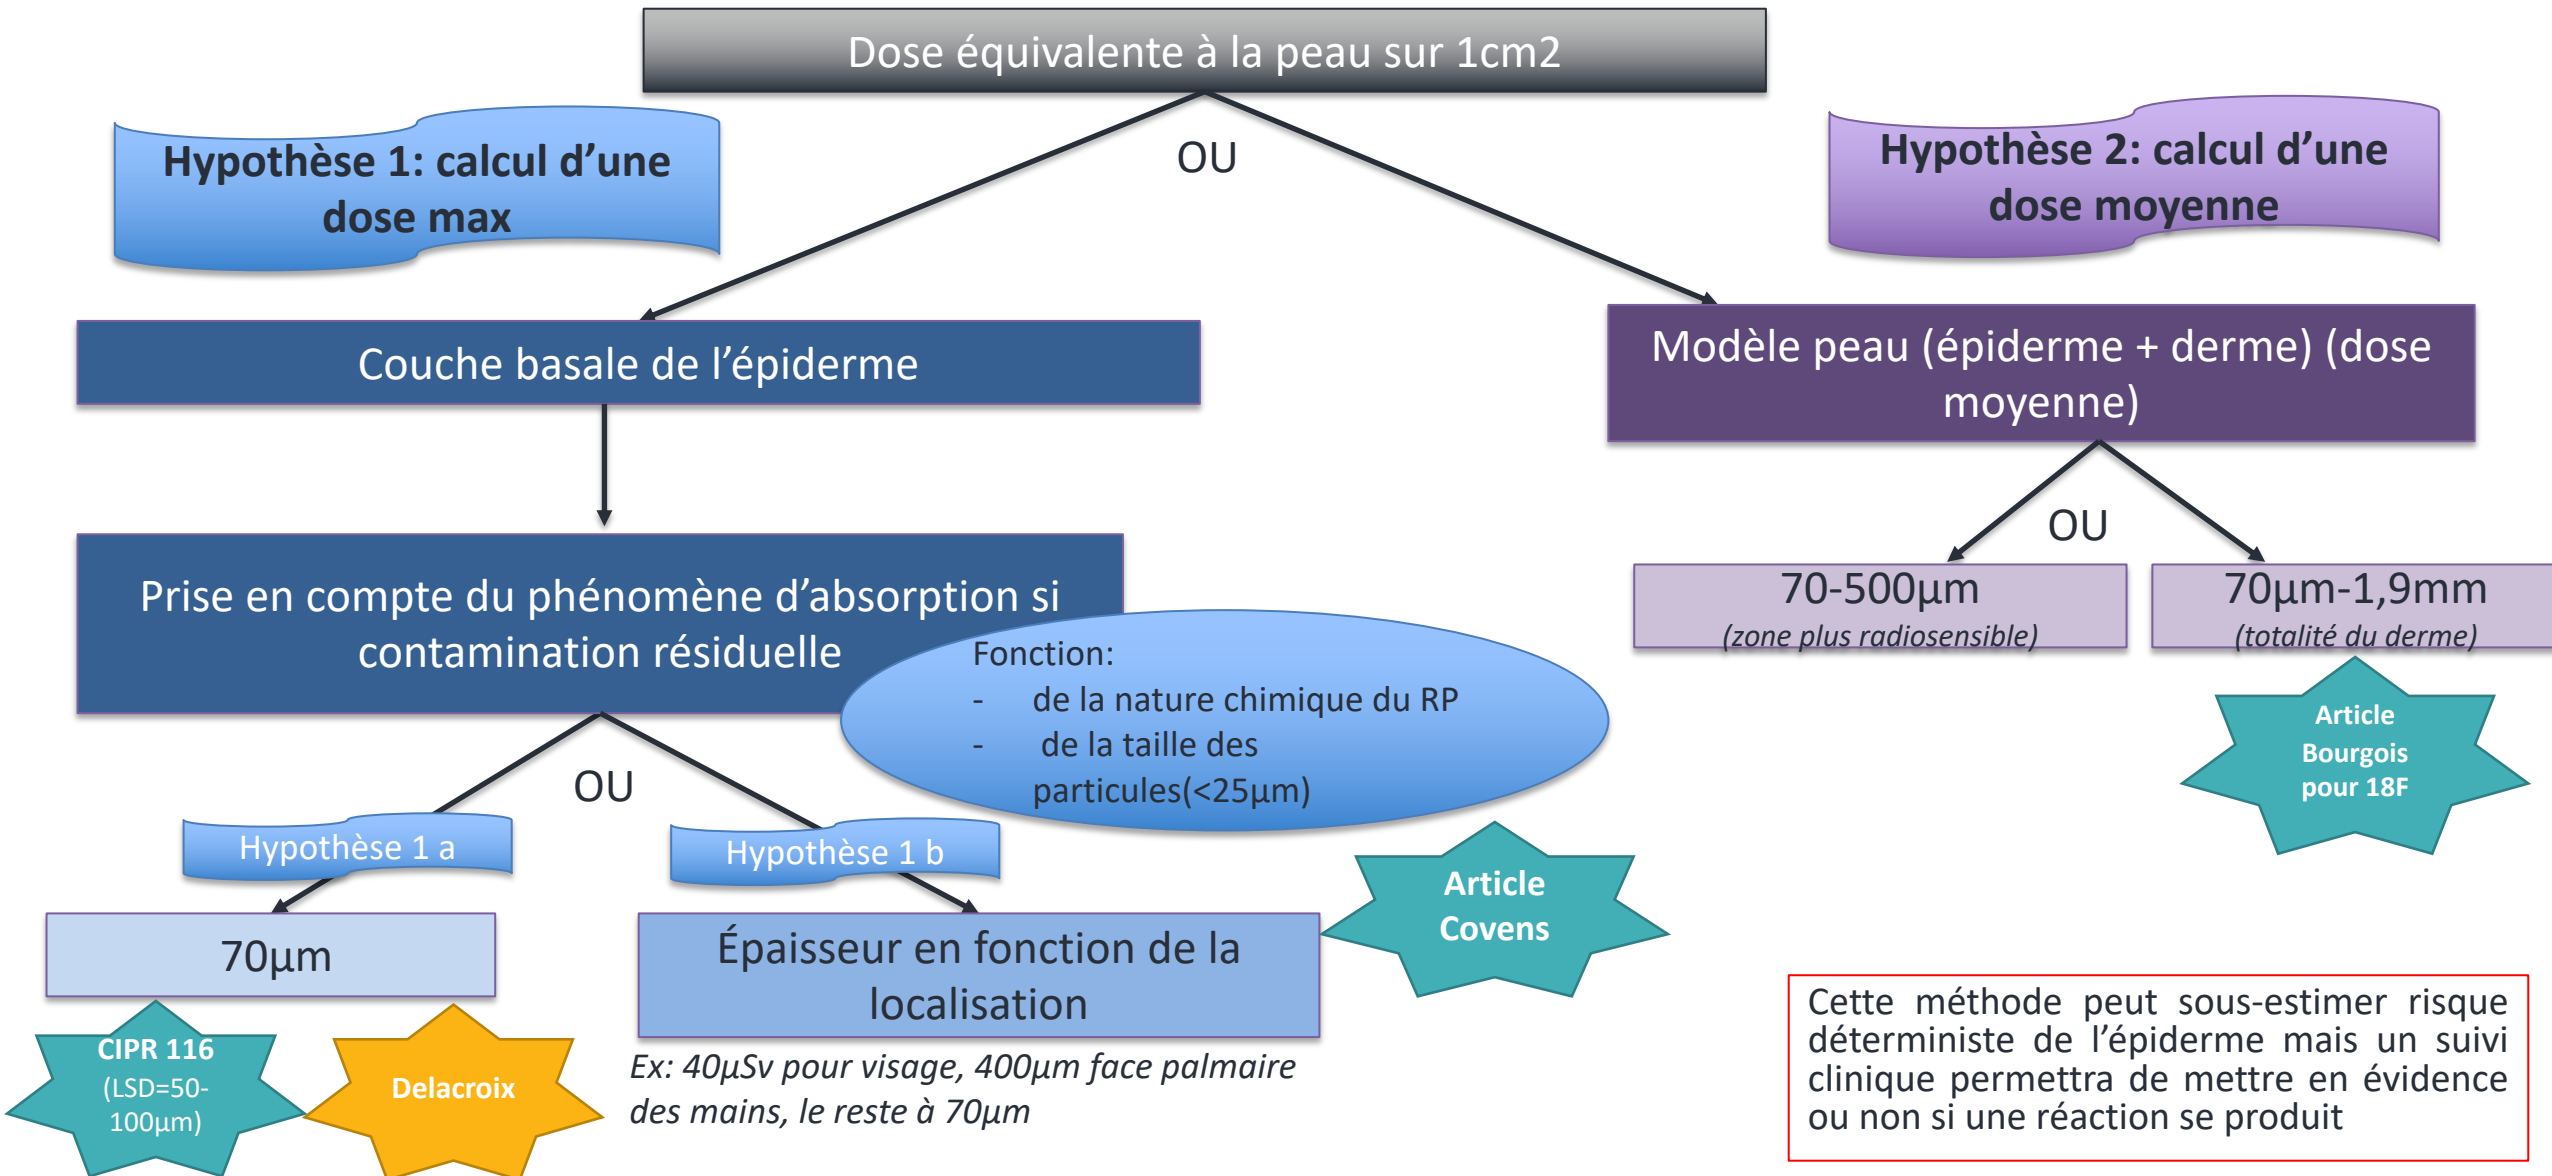 Dose équivalente à la peau sur 1cm2
Hypothèse 1: calcul d’une
dose max
OU
Hypothèse 2: calcul d’une
dose moyenne
Couche basale de l’épiderme
Modèle peau (épiderme + derme) (dose
moyenne)
Prise en compte du phénomène d’absorption si
contamination résiduelle
Fonction:
- de la nature chimique du RP
- de la taille des
particules(<25µm)
OU
70-500µm
(zone plus radiosensible)
70µm-1,9mm
(totalité du derme)
Article
Bourgois
pour 18F
OU
Hypothèse 1 a
Hypothèse 1 b
70µm
Épaisseur en fonction de la
localisation
Article
Covens
CIPR 116
(LSD=50-
100µm)
Delacroix
Ex: 40µSv pour visage, 400µm face palmaire
des mains, le reste à 70µm
Cette méthode peut sous-estimer risque
déterministe de l’épiderme mais un suivi
clinique permettra de mettre en évidence
ou non si une réaction se produit